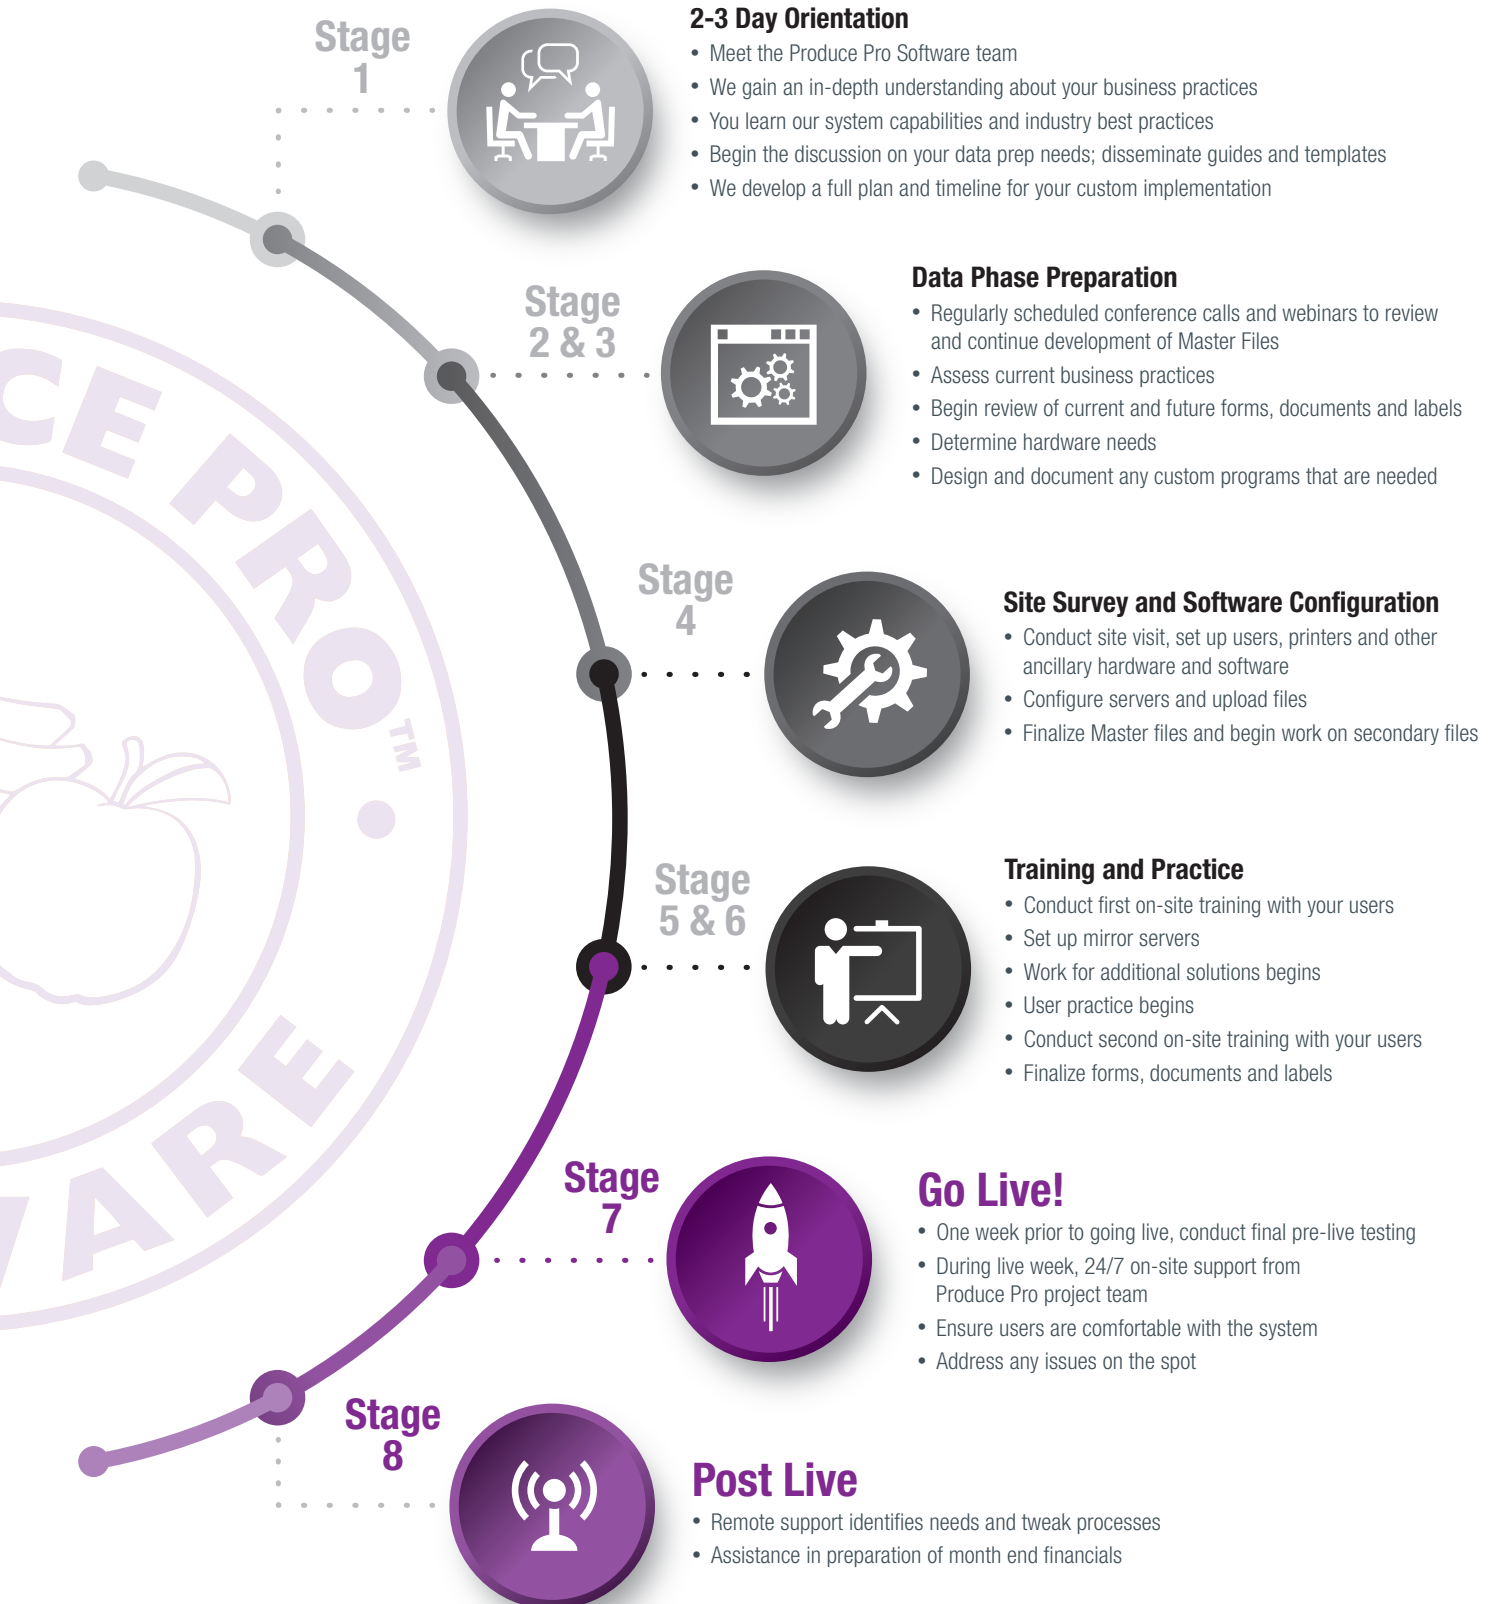 Stage
1
2-3 Day Orientation
• Meet the Produce Pro Software team
• We gain an in-depth understanding about your business practices
• You learn our system capabilities and industry best practices
• Begin the discussion on your data prep needs; disseminate guides and templates
• We develop a full plan and timeline for your custom implementation
Stage
2 & 3
Data Phase Preparation
• Regularly scheduled conference calls and webinars to review
and continue development of Master Files
• Assess current business practices
• Begin review of current and future forms, documents and labels
• Determine hardware needs
• Design and document any custom programs that are needed
Stage
4
Site Survey and Software Configuration
• Conduct site visit, set up users, printers and other
ancillary hardware and software
• Configure servers and upload files
• Finalize Master files and begin work on secondary files
Stage
5 & 6
Training and Practice
• Conduct first on-site training with your users
• Set up mirror servers
• Work for additional solutions begins
• User practice begins
• Conduct second on-site training with your users
• Finalize forms, documents and labels
Stage
7
Go Live!
• One week prior to going live, conduct final pre-live testing
• During live week, 24/7 on-site support from
Produce Pro project team
• Ensure users are comfortable with the system
• Address any issues on the spot
Stage
8
Post Live
• Remote support identifies needs and tweak processes
• Assistance in preparation of month end financials
CE PRO™
WARE